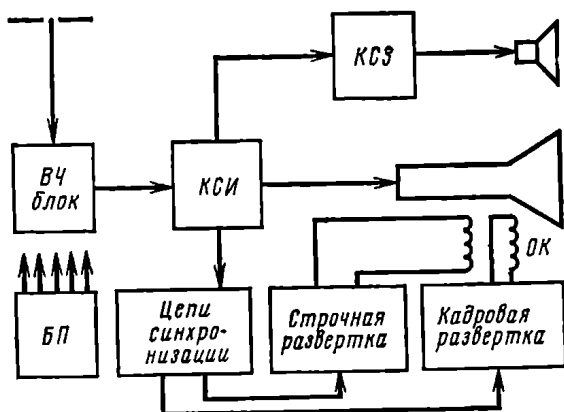 КСЗ
ВЧ
блок
КСИ
ОК
БП
Цепи
синхро-
низации
Строчная
развертка
Кадровая
развертка